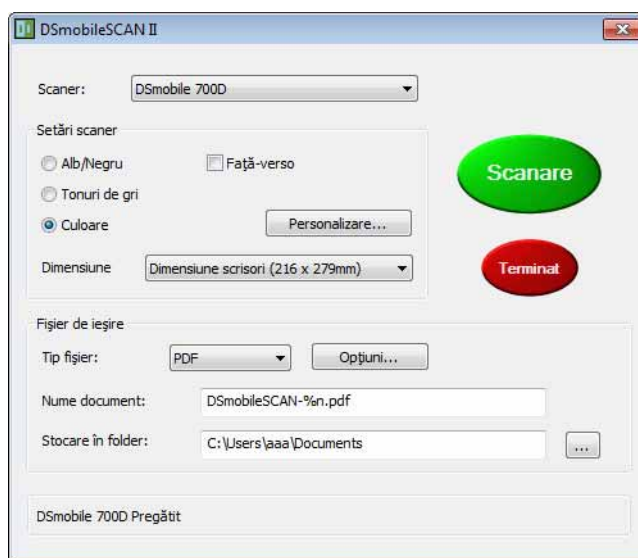 DSmobileSCAN II
Scaner: DSmobile 700D
Setări scaner
Alb/Negru Faţă-verso
Scanare
Tonuri de gri
Culoare Personalizare...
Dimensiune Dimensiune scrisori (216 x 279mm)
Terminat
Fişier de ieşire
Tip fişier: PDF Opţiuni...
Nume document: DSmobileSCAN-%n.pdf
Stocare în folder: C:\Users\aaa\Documents ...
DSmobile 700D Pregătit